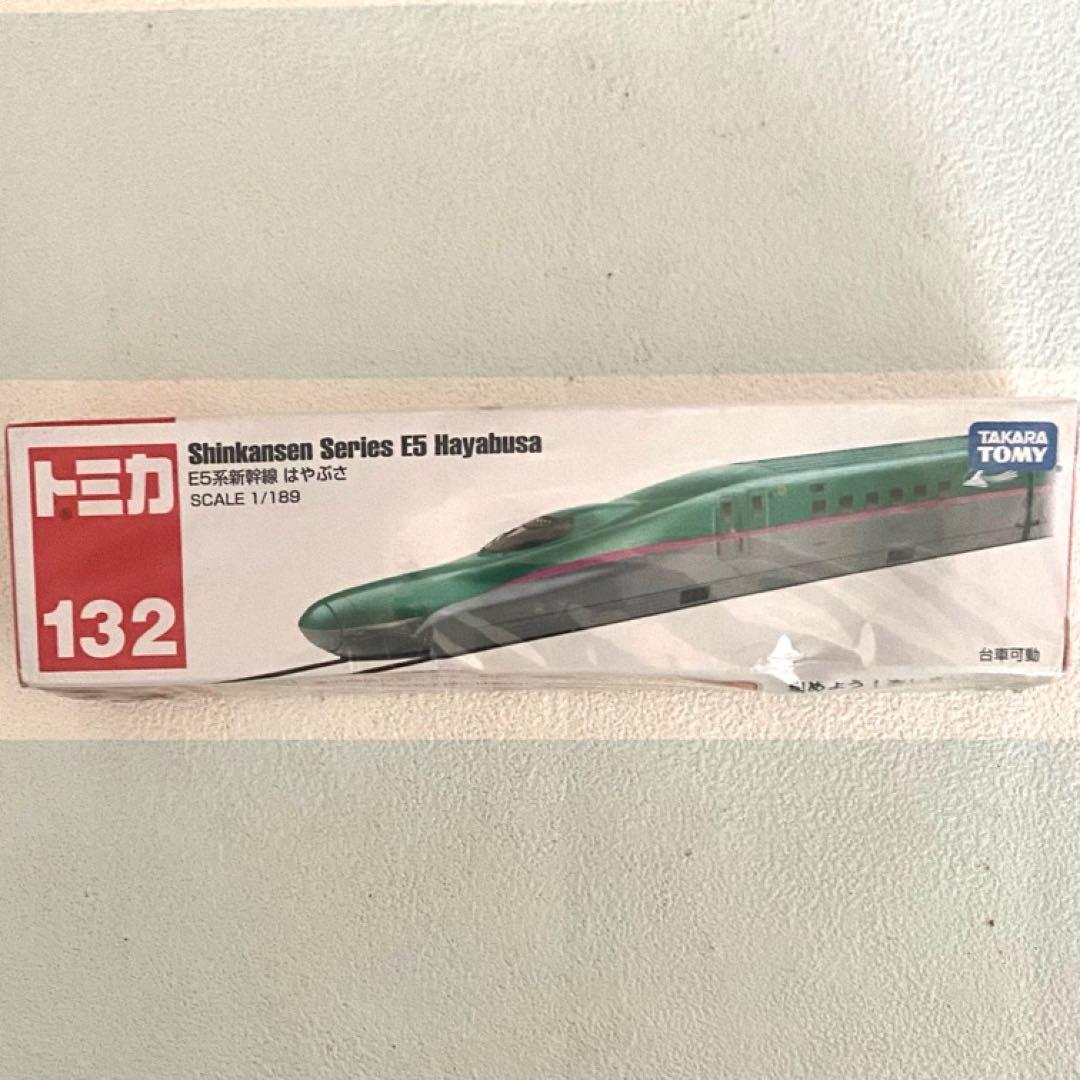 トミカ
132
Shinkansen Series E5 Hayabusa
E5系新幹線 はやぶさ
SCALE 1/189
TAKARA
TOMY
台車可動